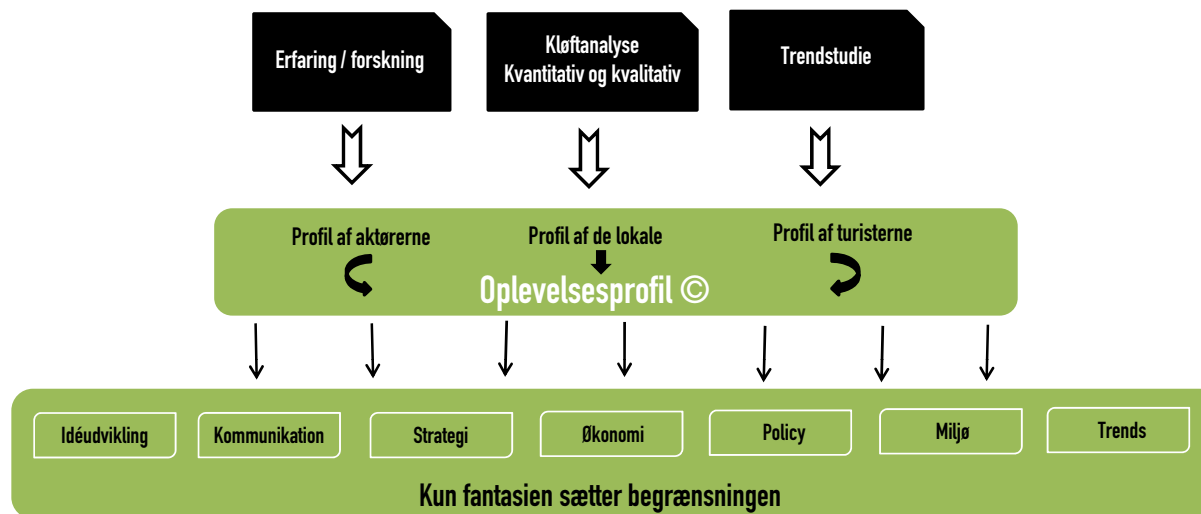 Erfaring / forskning
Kløftanalyse
Kvantitativ og kvalitativ
Trendstudie
Profil af aktørerne
Profil af de lokale
Profil af turisterne
Oplevelsesprofil ©
Idéudvikling
Kommunikation
Strategi
Økonomi
Policy
Miljø
Trends
Kun fantasien sætter begrænsningen